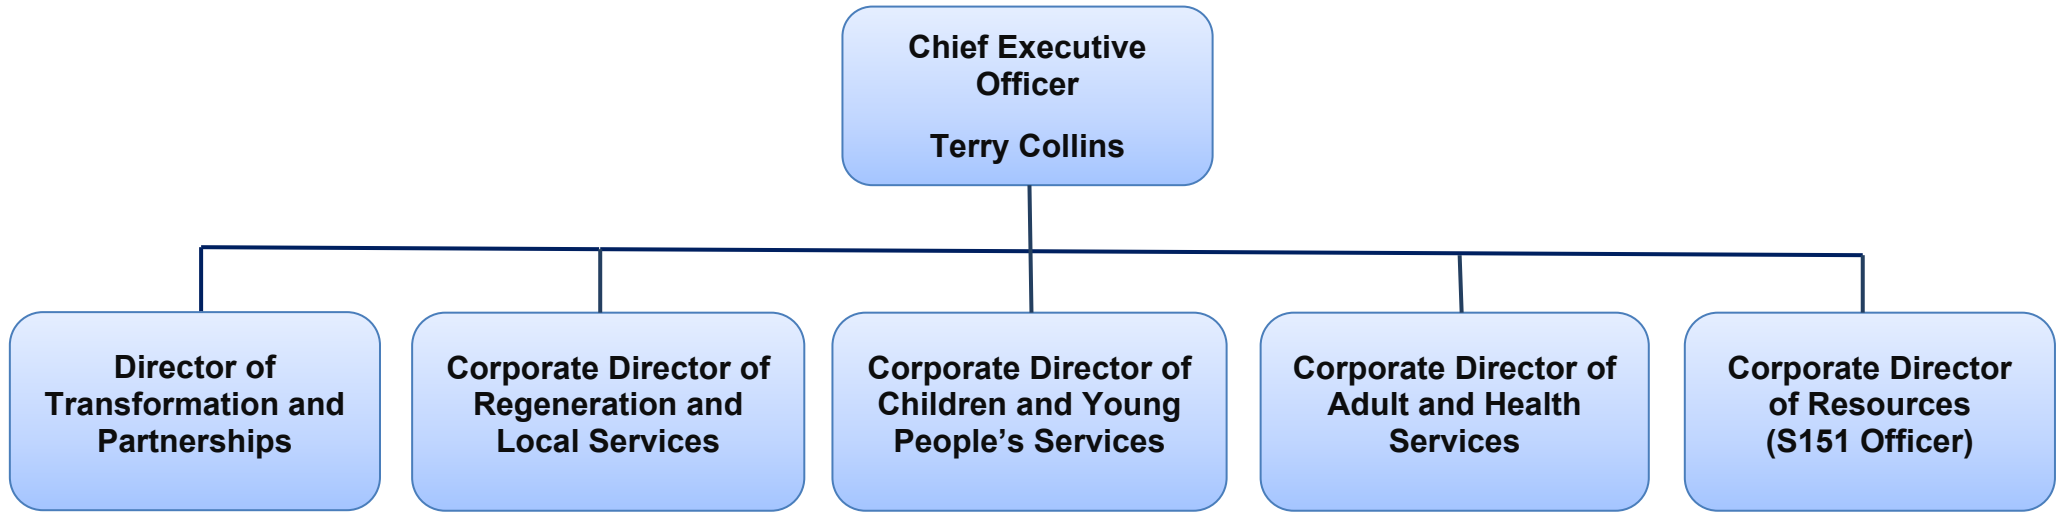 Chief Executive
Officer
Terry Collins
Director of
Transformation and
Partnerships
Corporate Director of
Regeneration and
Local Services
Corporate Director of
Children and Young
People’s Services
Corporate Director of
Adult and Health
Services
Corporate Director
of Resources
(S151 Officer)